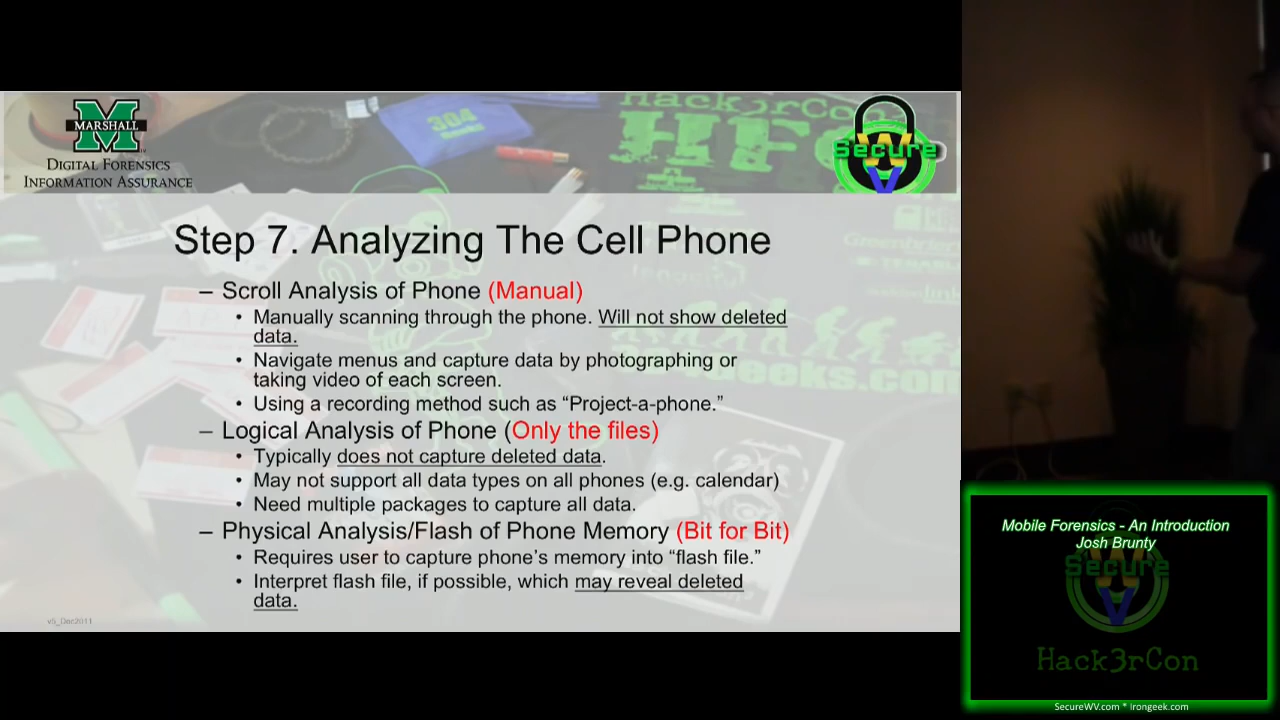 MARSHALL
DIGITAL FORENSICS
INFORMATION ASSURANCE
304
geeks
Hack3rCon
HF
Secure
W
V
Step 7. Analyzing The Cell Phone
– Scroll Analysis of Phone (Manual)
• Manually scanning through the phone. Will not show deleted
data.
• Navigate menus and capture data by photographing or
taking video of each screen.
• Using a recording method such as “Project-a-phone.”
– Logical Analysis of Phone (Only the files)
• Typically does not capture deleted data.
• May not support all data types on all phones (e.g. calendar)
• Need multiple packages to capture all data.
– Physical Analysis/Flash of Phone Memory (Bit for Bit)
• Requires user to capture phone’s memory into “flash file.”
• Interpret flash file, if possible, which may reveal deleted
data.
v5_Dec2011
Mobile Forensics - An Introduction
Josh Brunty
Secure
W
V
Hack3rCon
SecureWV.com * Irongeek.com